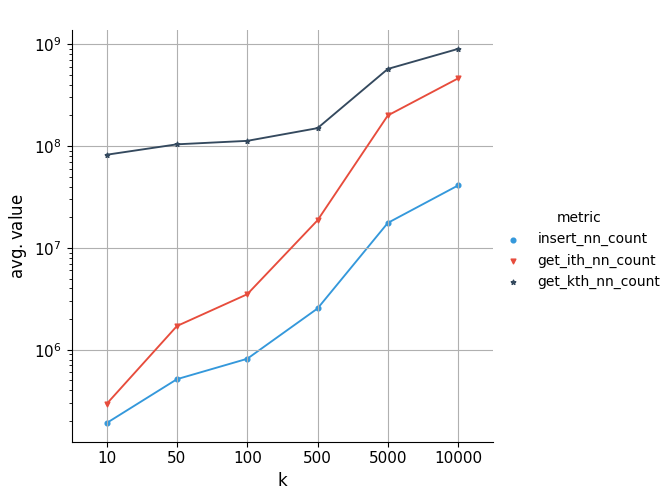 10⁹
10⁸
10⁷
10⁶
avg. value
10 50 100 500 5000 10000
k
metric
insert_nn_count
get_ith_nn_count
get_kth_nn_count